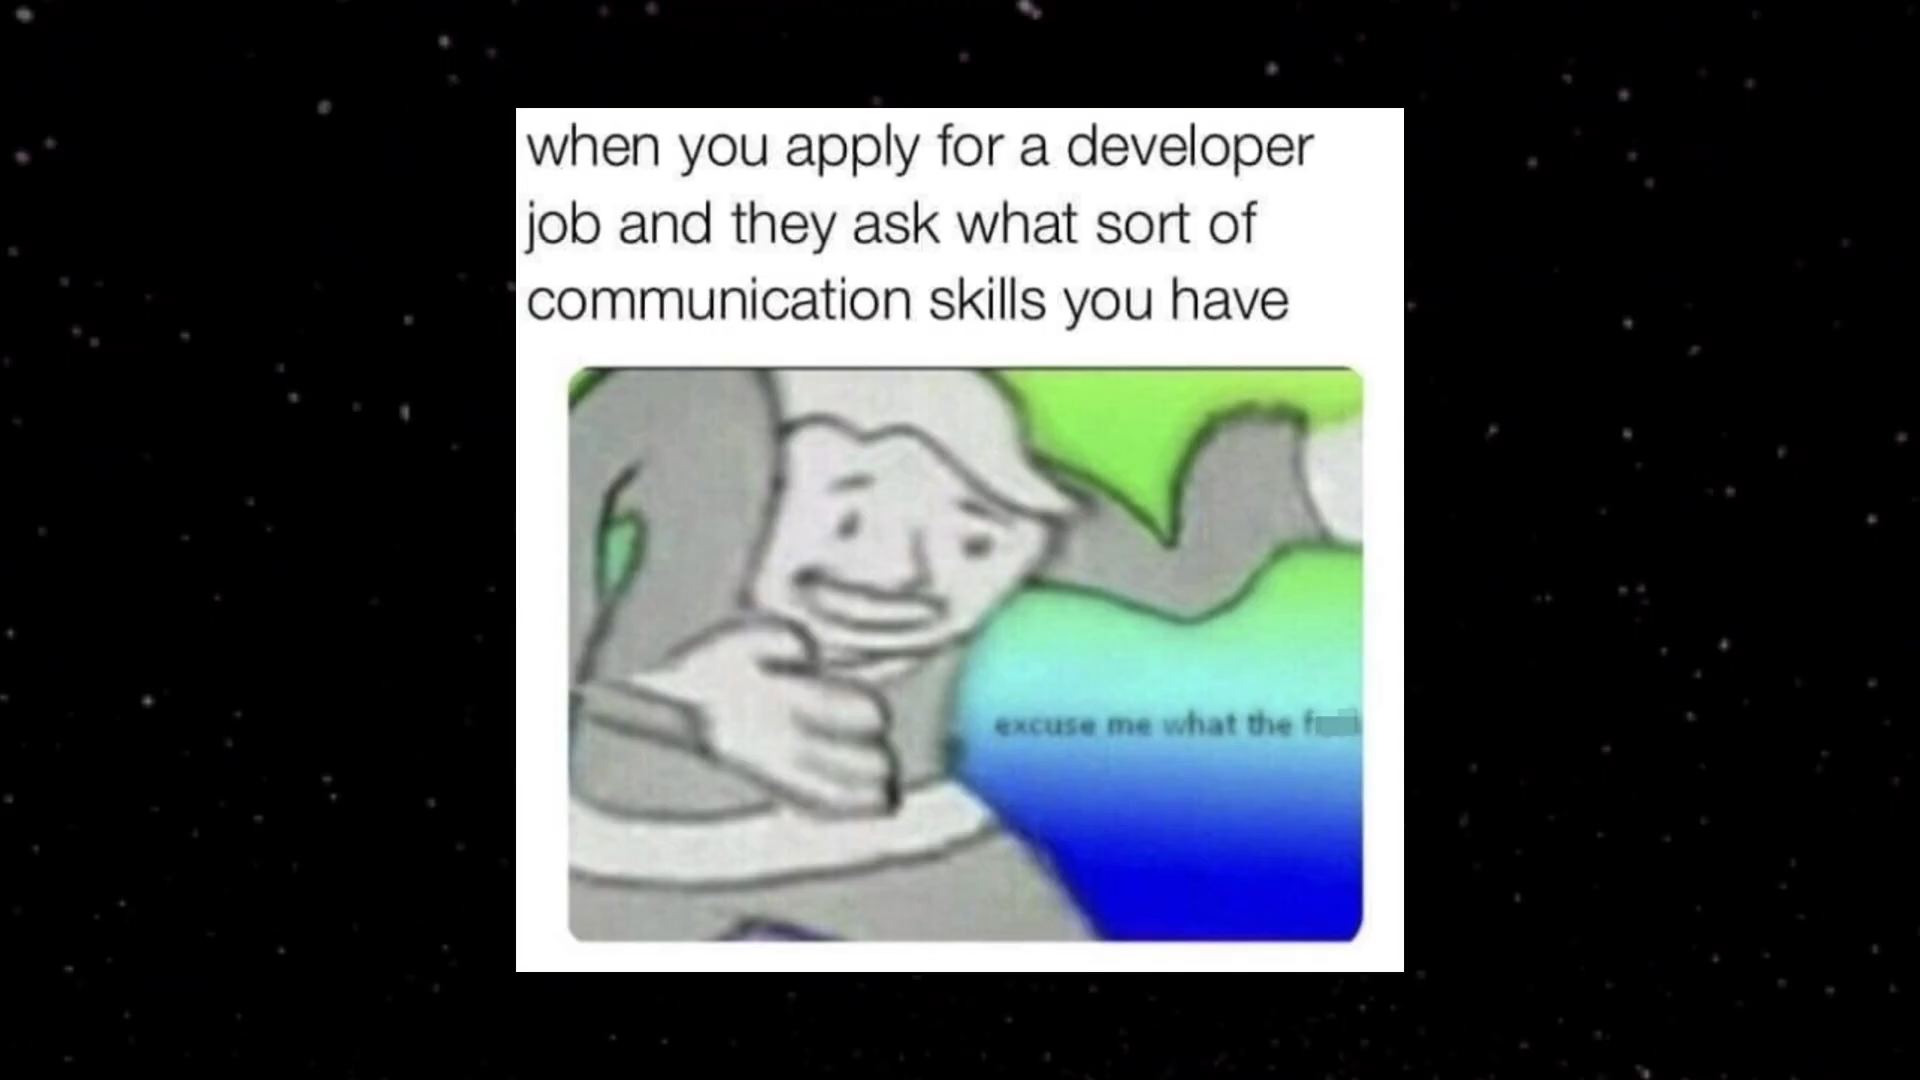 when you apply for a developer
job and they ask what sort of
communication skills you have
excuse me what the